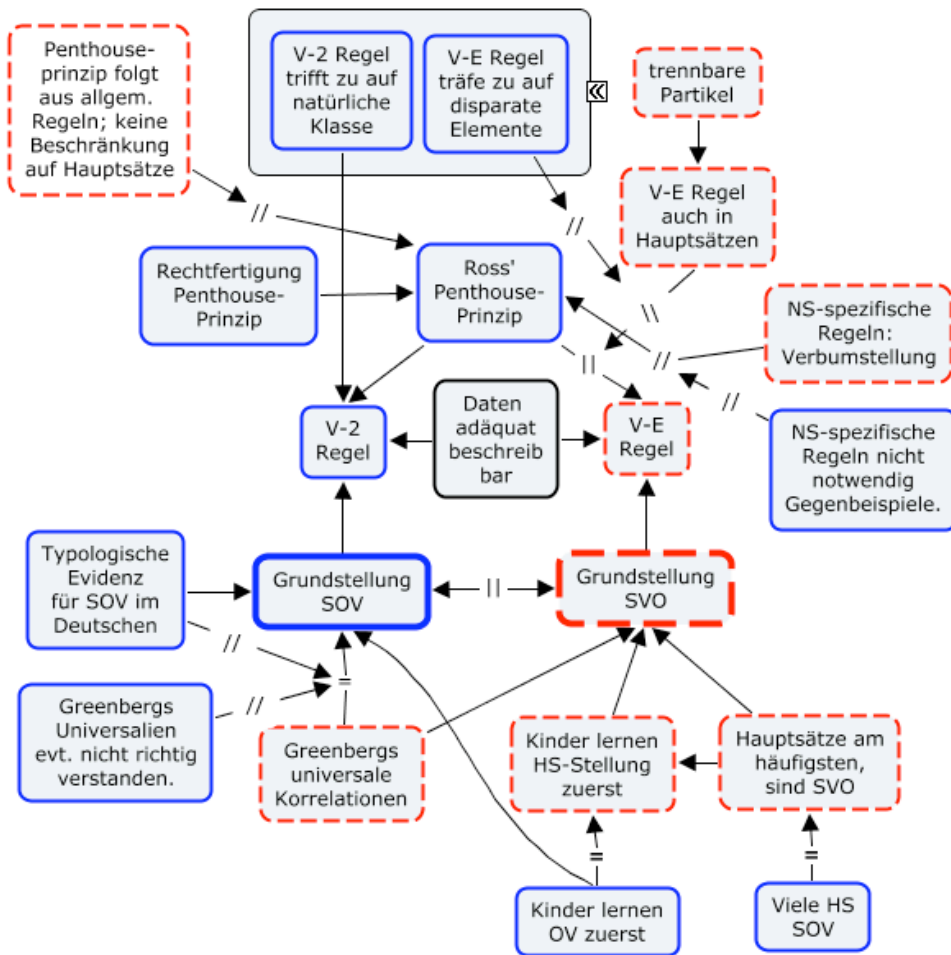 Penthouse-
prinzip folgt
aus allgem.
Regeln; keine
Beschränkung
auf Hauptsätze
V-2 Regel
trifft zu auf
natürliche
Klasse
V-E Regel
träfe zu auf
disparate
Elemente
«
trennbare
Partikel
//
//
V-E Regel
auch in
Hauptsätzen
Rechtfertigung
Penthouse-
Prinzip
Ross'
Penthouse-
Prinzip
\\
||
//
NS-spezifische
Regeln:
Verbumstellung
//
V-2
Regel
Daten
adäquat
beschreib
bar
V-E
Regel
NS-spezifische
Regeln nicht
notwendig
Gegenbeispiele.
Typologische
Evidenz
für SOV im
Deutschen
Grundstellung
SOV
||
Grundstellung
SVO
//
=
//
Greenbergs
Universalien
evt. nicht richtig
verstanden.
Greenbergs
universale
Korrelationen
Kinder lernen
HS-Stellung
zuerst
Hauptsätze am
häufigsten,
sind SVO
=
=
Kinder lernen
OV zuerst
Viele HS
SOV